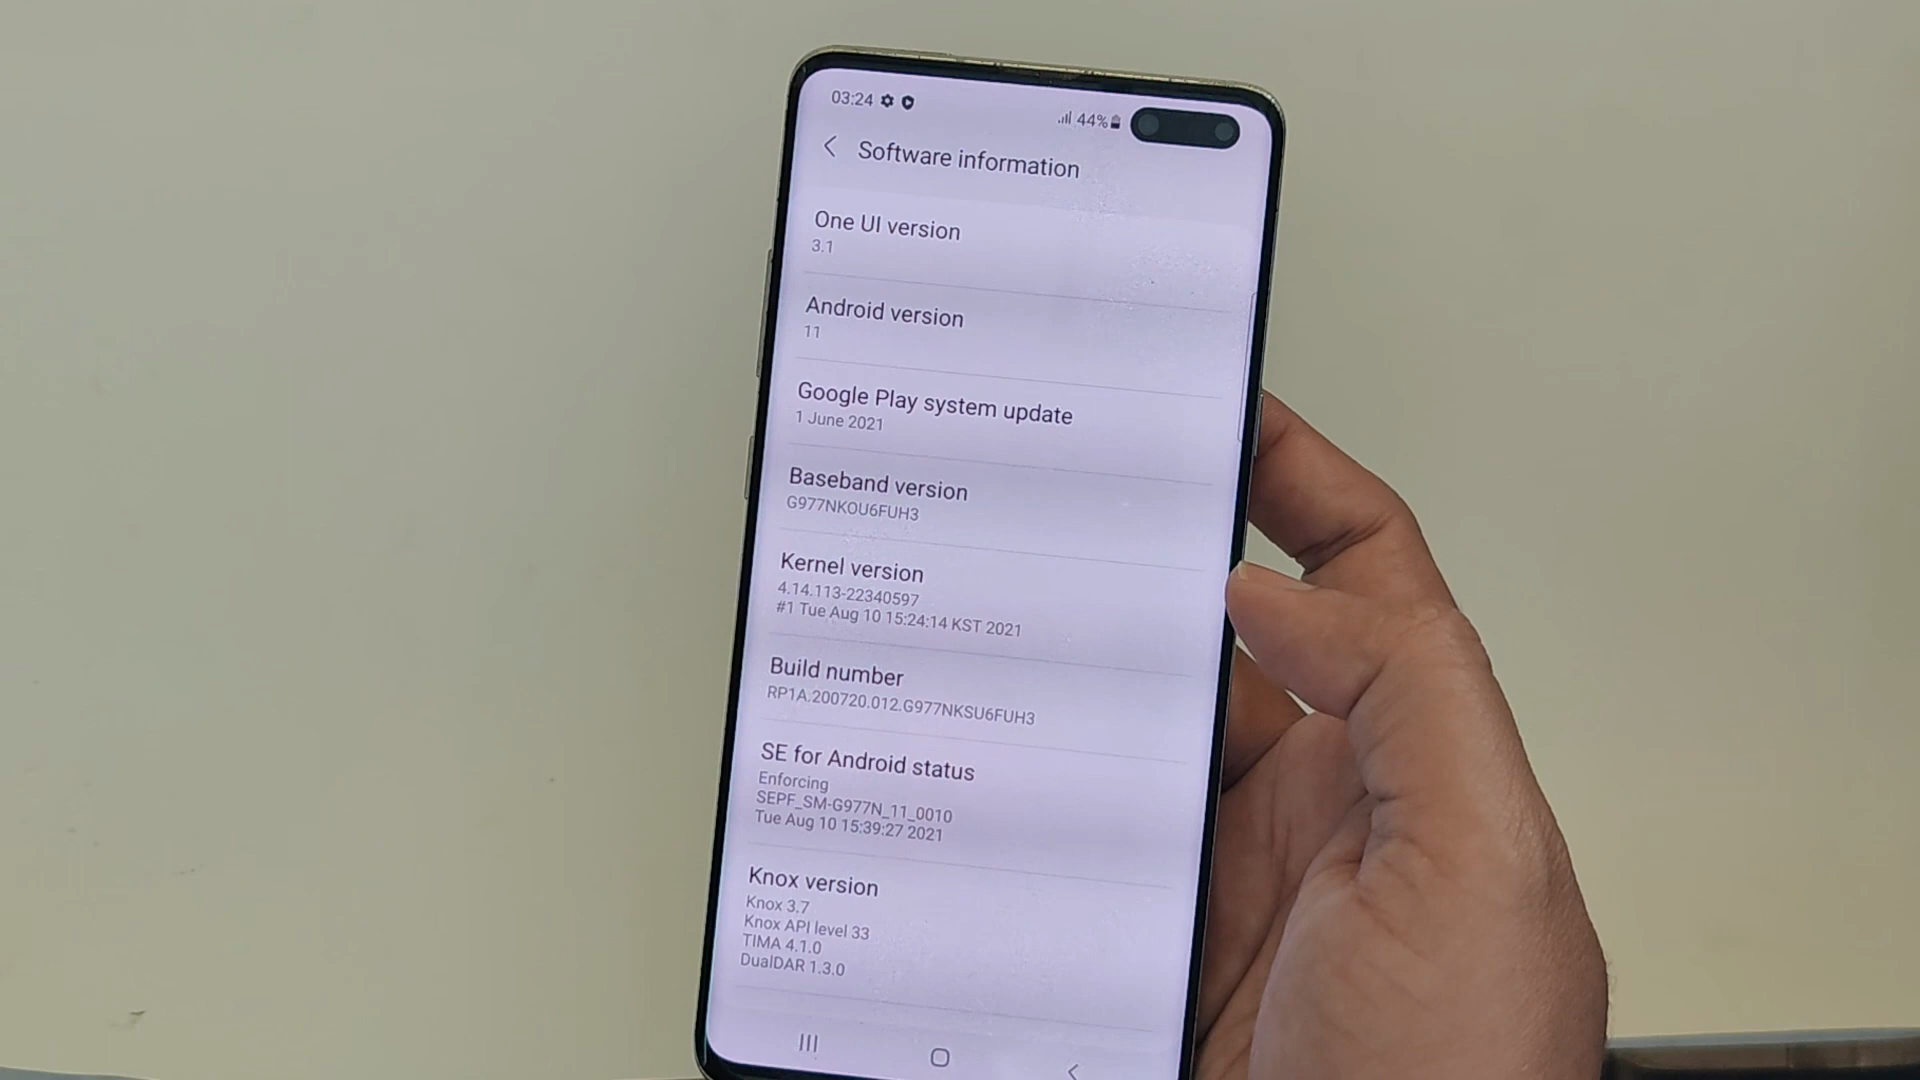 03:24
44%
Software information
One UI version
3.1
Android version
11
Google Play system update
1 June 2021
Baseband version
G977NKOU6FUH3
Kernel version
4.14.113-22340597
#1 Tue Aug 10 15:24:14 KST 2021
Build number
RP1A.200720.012.G977NKSU6FUH3
SE for Android status
Enforcing
SEPF_SM-G977N_11_0010
Tue Aug 10 15:39:27 2021
Knox version
Knox 3.7
Knox API level 33
TIMA 4.1.0
DualDAR 1.3.0